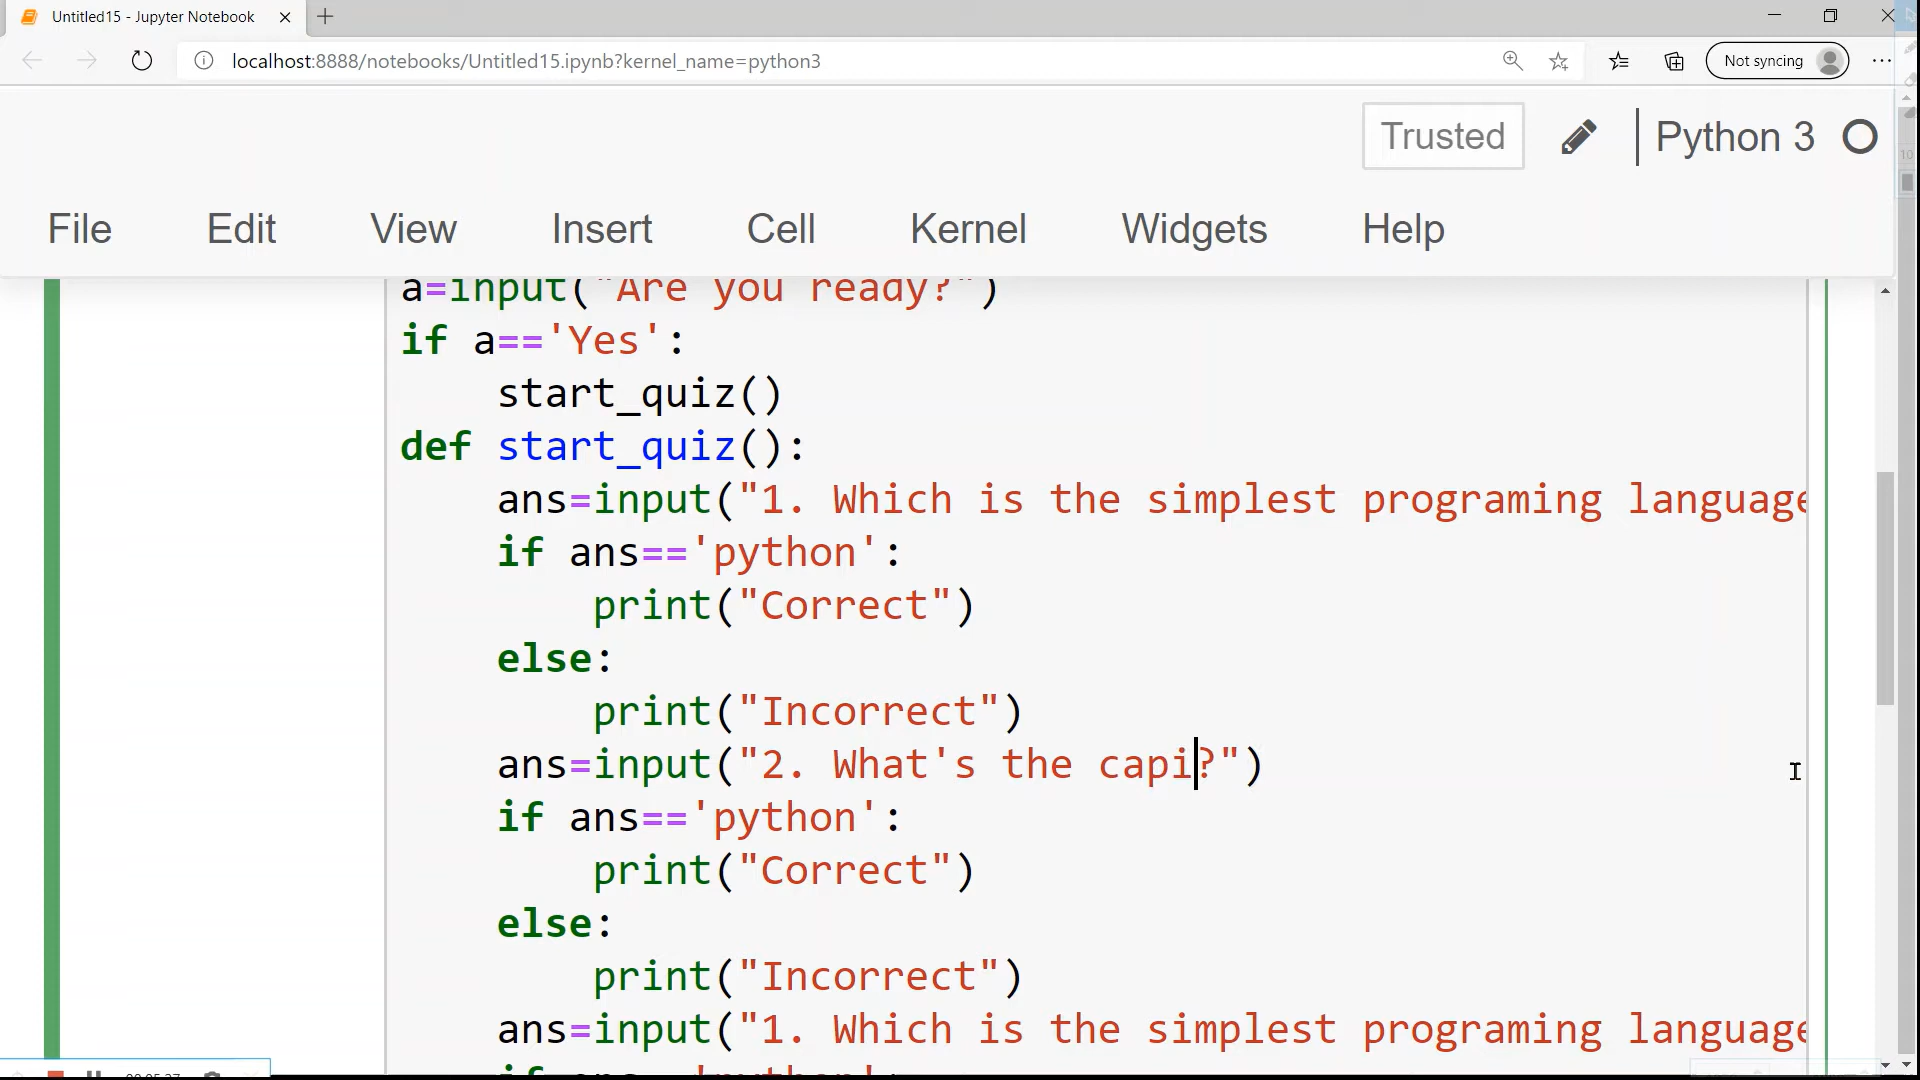 Untitled15 - Jupyter Notebook
localhost:8888/notebooks/Untitled15.ipynb?kernel_name=python3
Not syncing
Trusted
Python 3
File Edit View Insert Cell Kernel Widgets Help
a=input("Are you ready?")
if a=='Yes':
start_quiz()
def start_quiz():
ans=input("1. Which is the simplest programing language
if ans=='python':
print("Correct")
else:
print("Incorrect")
ans=input("2. What's the capi?")
if ans=='python':
print("Correct")
else:
print("Incorrect")
ans=input("1. Which is the simplest programing language
if ans=='python':